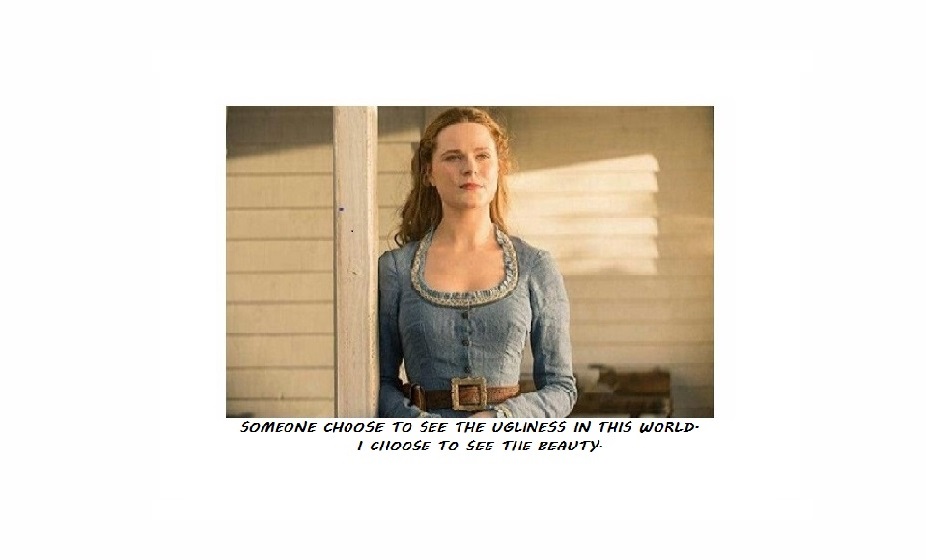 SOMEONE CHOOSE TO SEE THE UGLINESS IN THIS WORLD.
I CHOOSE TO SEE THE BEAUTY.